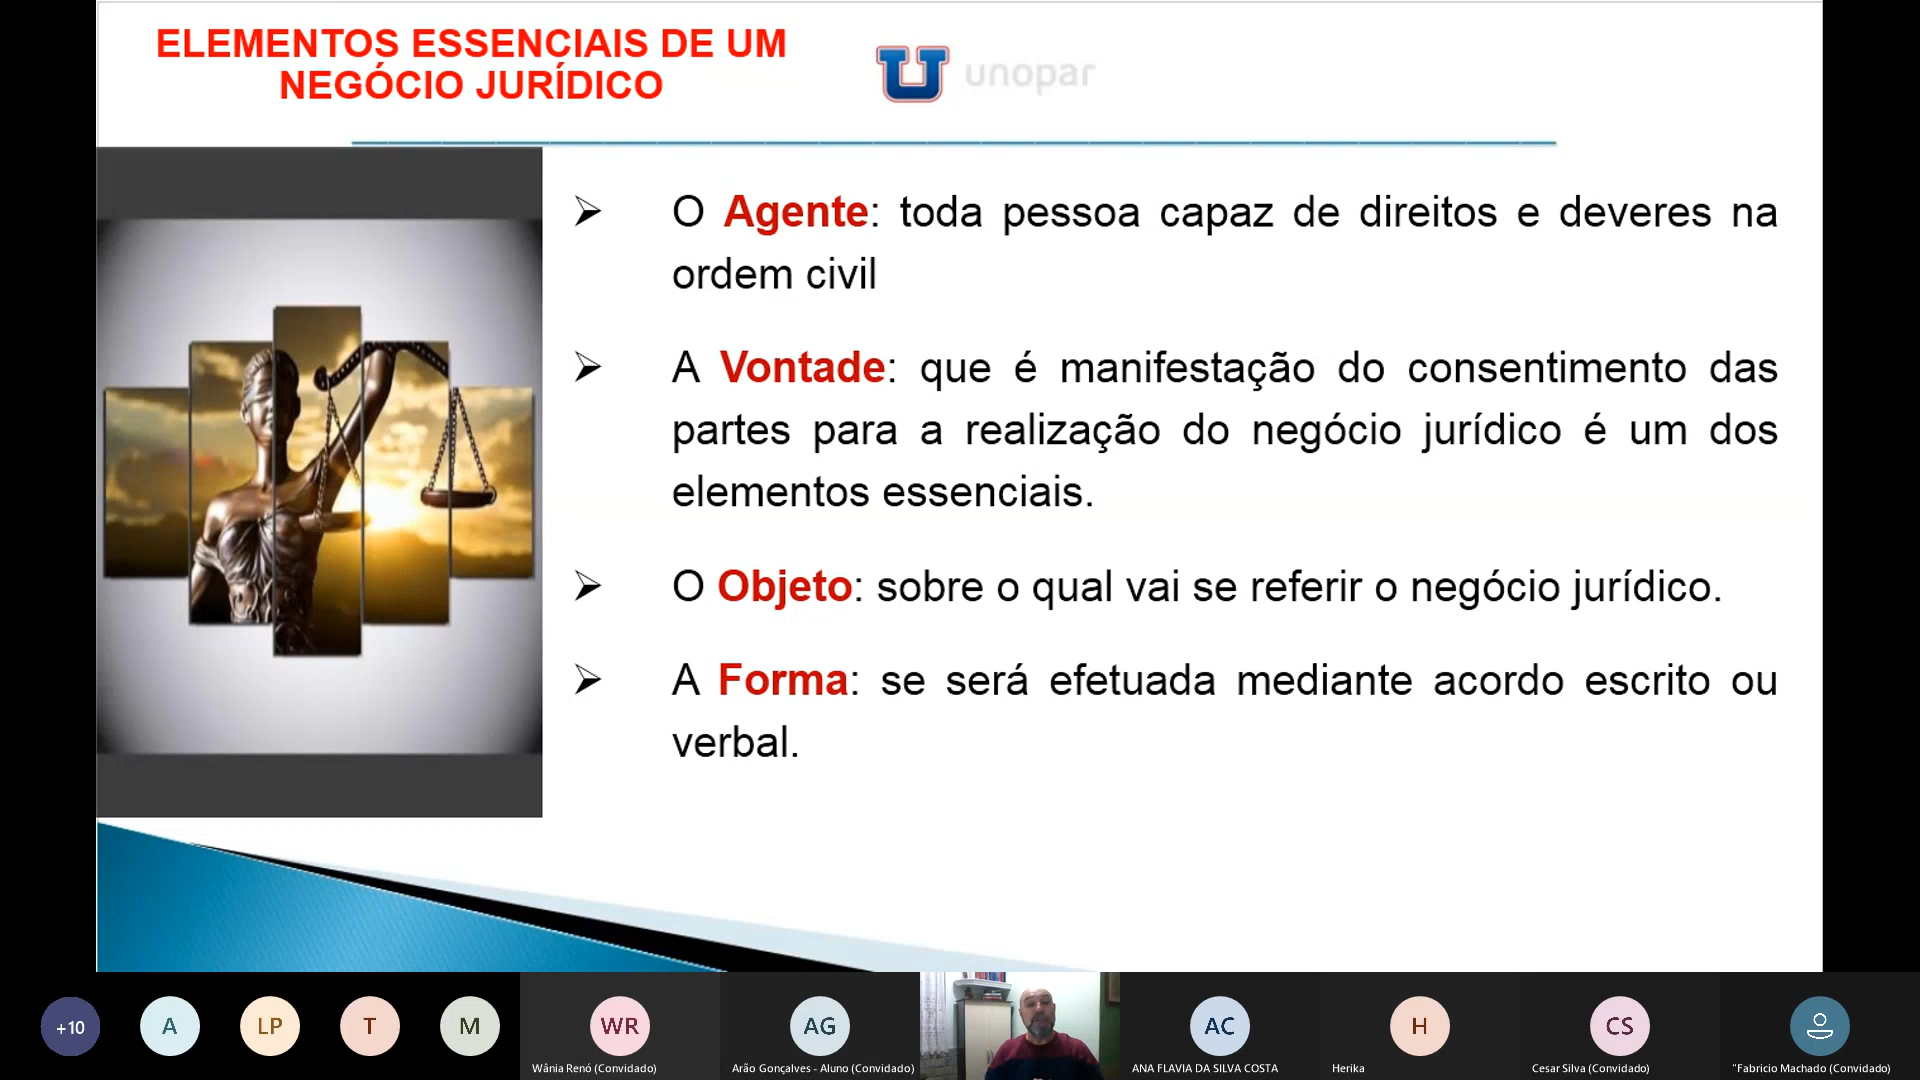 ELEMENTOS ESSENCIAIS DE UM
NEGÓCIO JURÍDICO
unopar
O Agente: toda pessoa capaz de direitos e deveres na
ordem civil
A Vontade: que é manifestação do consentimento das
partes para a realização do negócio jurídico é um dos
elementos essenciais.
O Objeto: sobre o qual vai se referir o negócio jurídico.
A Forma: se será efetuada mediante acordo escrito ou
verbal.
+10
A
LP
T
M
WR
AG
AC
H
CS
Wânia Renó (Convidado)
Arão Gonçalves - Aluno (Convidado)
ANA FLAVIA DA SILVA COSTA
Herika
Cesar Silva (Convidado)
"Fabricio Machado (Convidado)